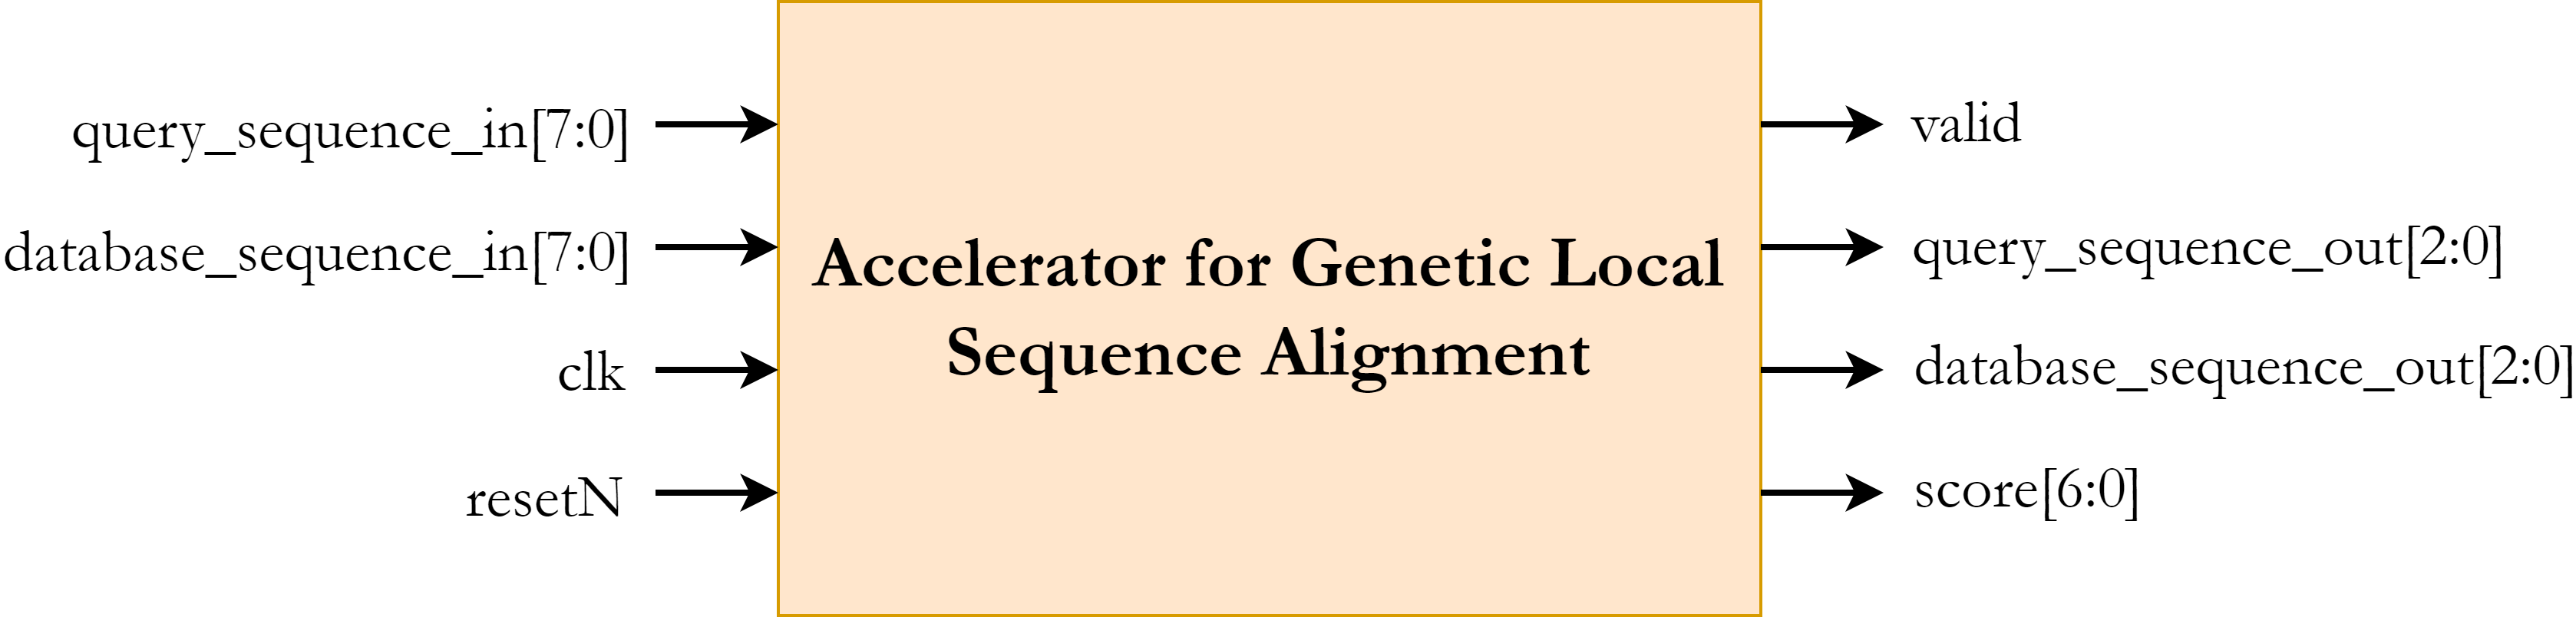 query_sequence_in[7:0]
database_sequence_in[7:0]
clk
resetN
Accelerator for Genetic Local
Sequence Alignment
valid
query_sequence_out[2:0]
database_sequence_out[2:0]
score[6:0]